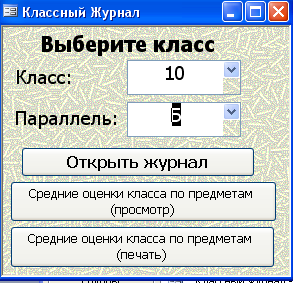 Классный Журнал
Выберите класс
Класс: 10
Параллель: Б
Открыть журнал
Средние оценки класса по предметам
(просмотр)
Средние оценки класса по предметам
(печать)